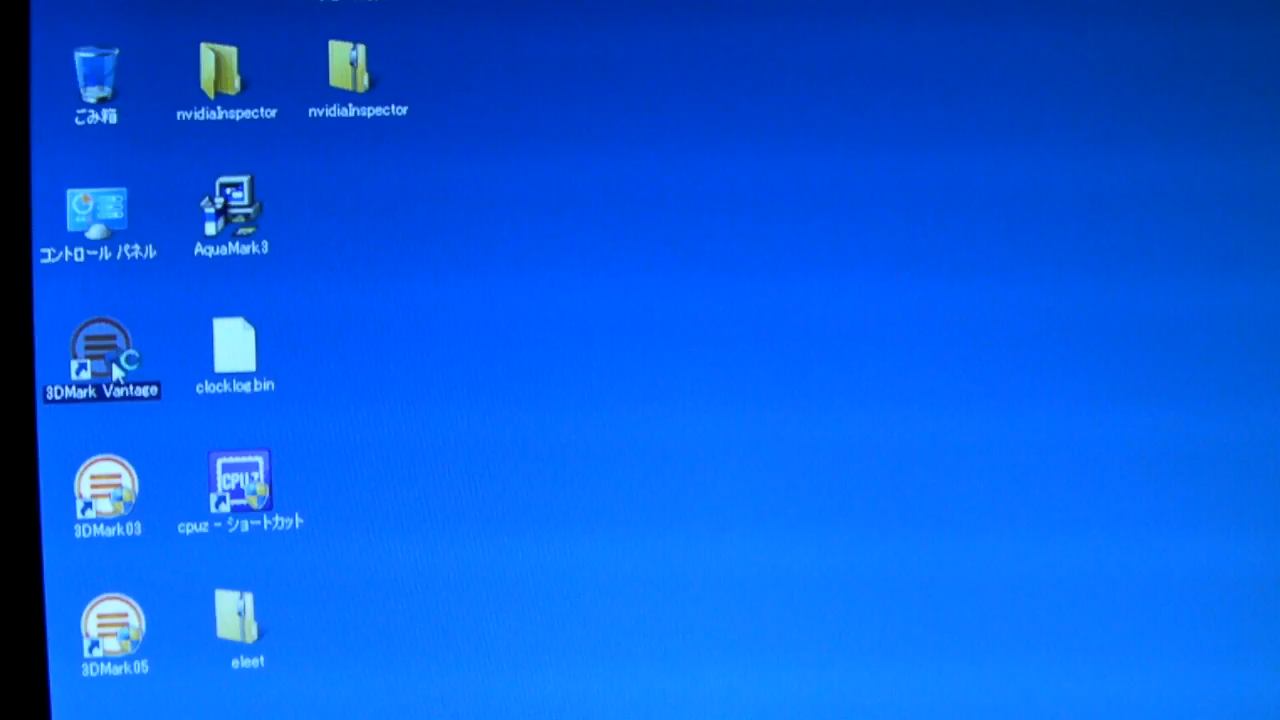 ごみ箱
nvidiaInspector
nvidiaInspector
コントロール パネル
AquaMark3
3DMark Vantage
clocklog.bin
3DMark03
CPUZ
cpuz - ショートカット
3DMark05
eleet